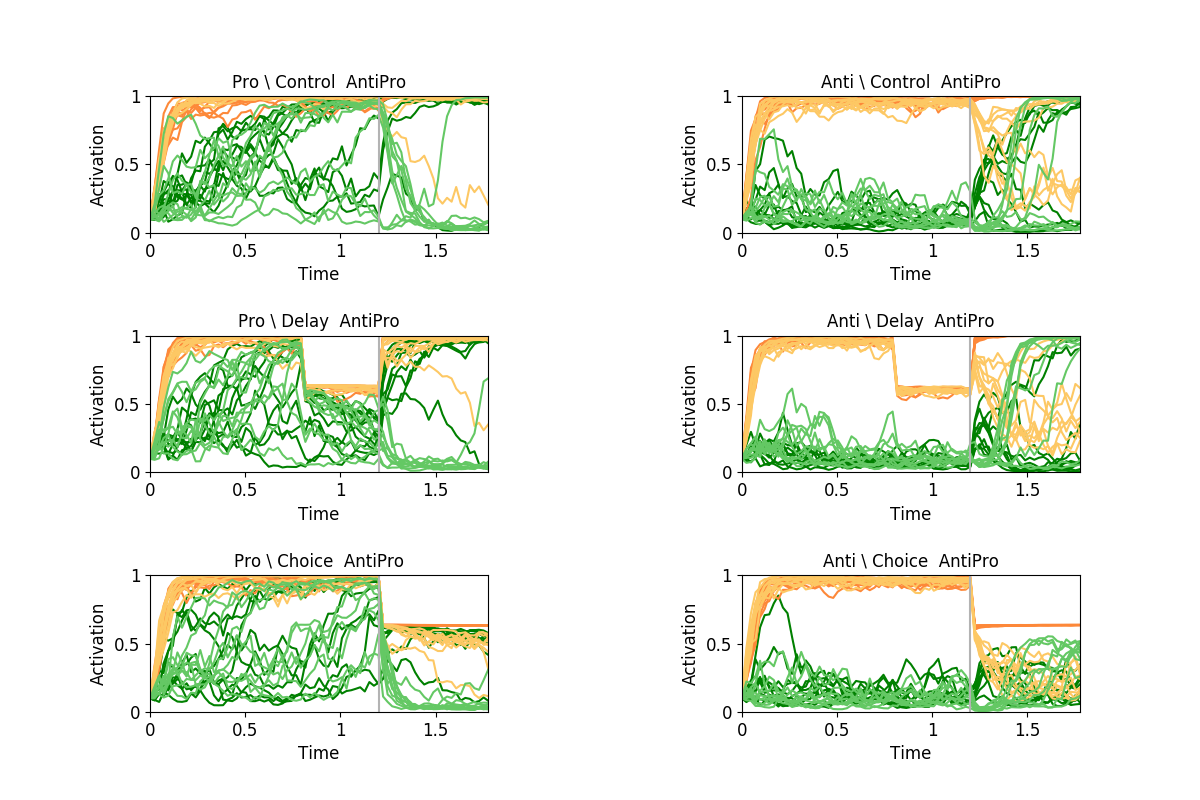 Pro \ Control  AntiPro
Anti \ Control  AntiPro
1
0.5
0
Activation
0
0.5
1
1.5
Time
1
0.5
0
Activation
0
0.5
1
1.5
Time
Pro \ Delay  AntiPro
Anti \ Delay  AntiPro
1
0.5
0
Activation
0
0.5
1
1.5
Time
1
0.5
0
Activation
0
0.5
1
1.5
Time
Pro \ Choice  AntiPro
Anti \ Choice  AntiPro
1
0.5
0
Activation
0
0.5
1
1.5
Time
1
0.5
0
Activation
0
0.5
1
1.5
Time